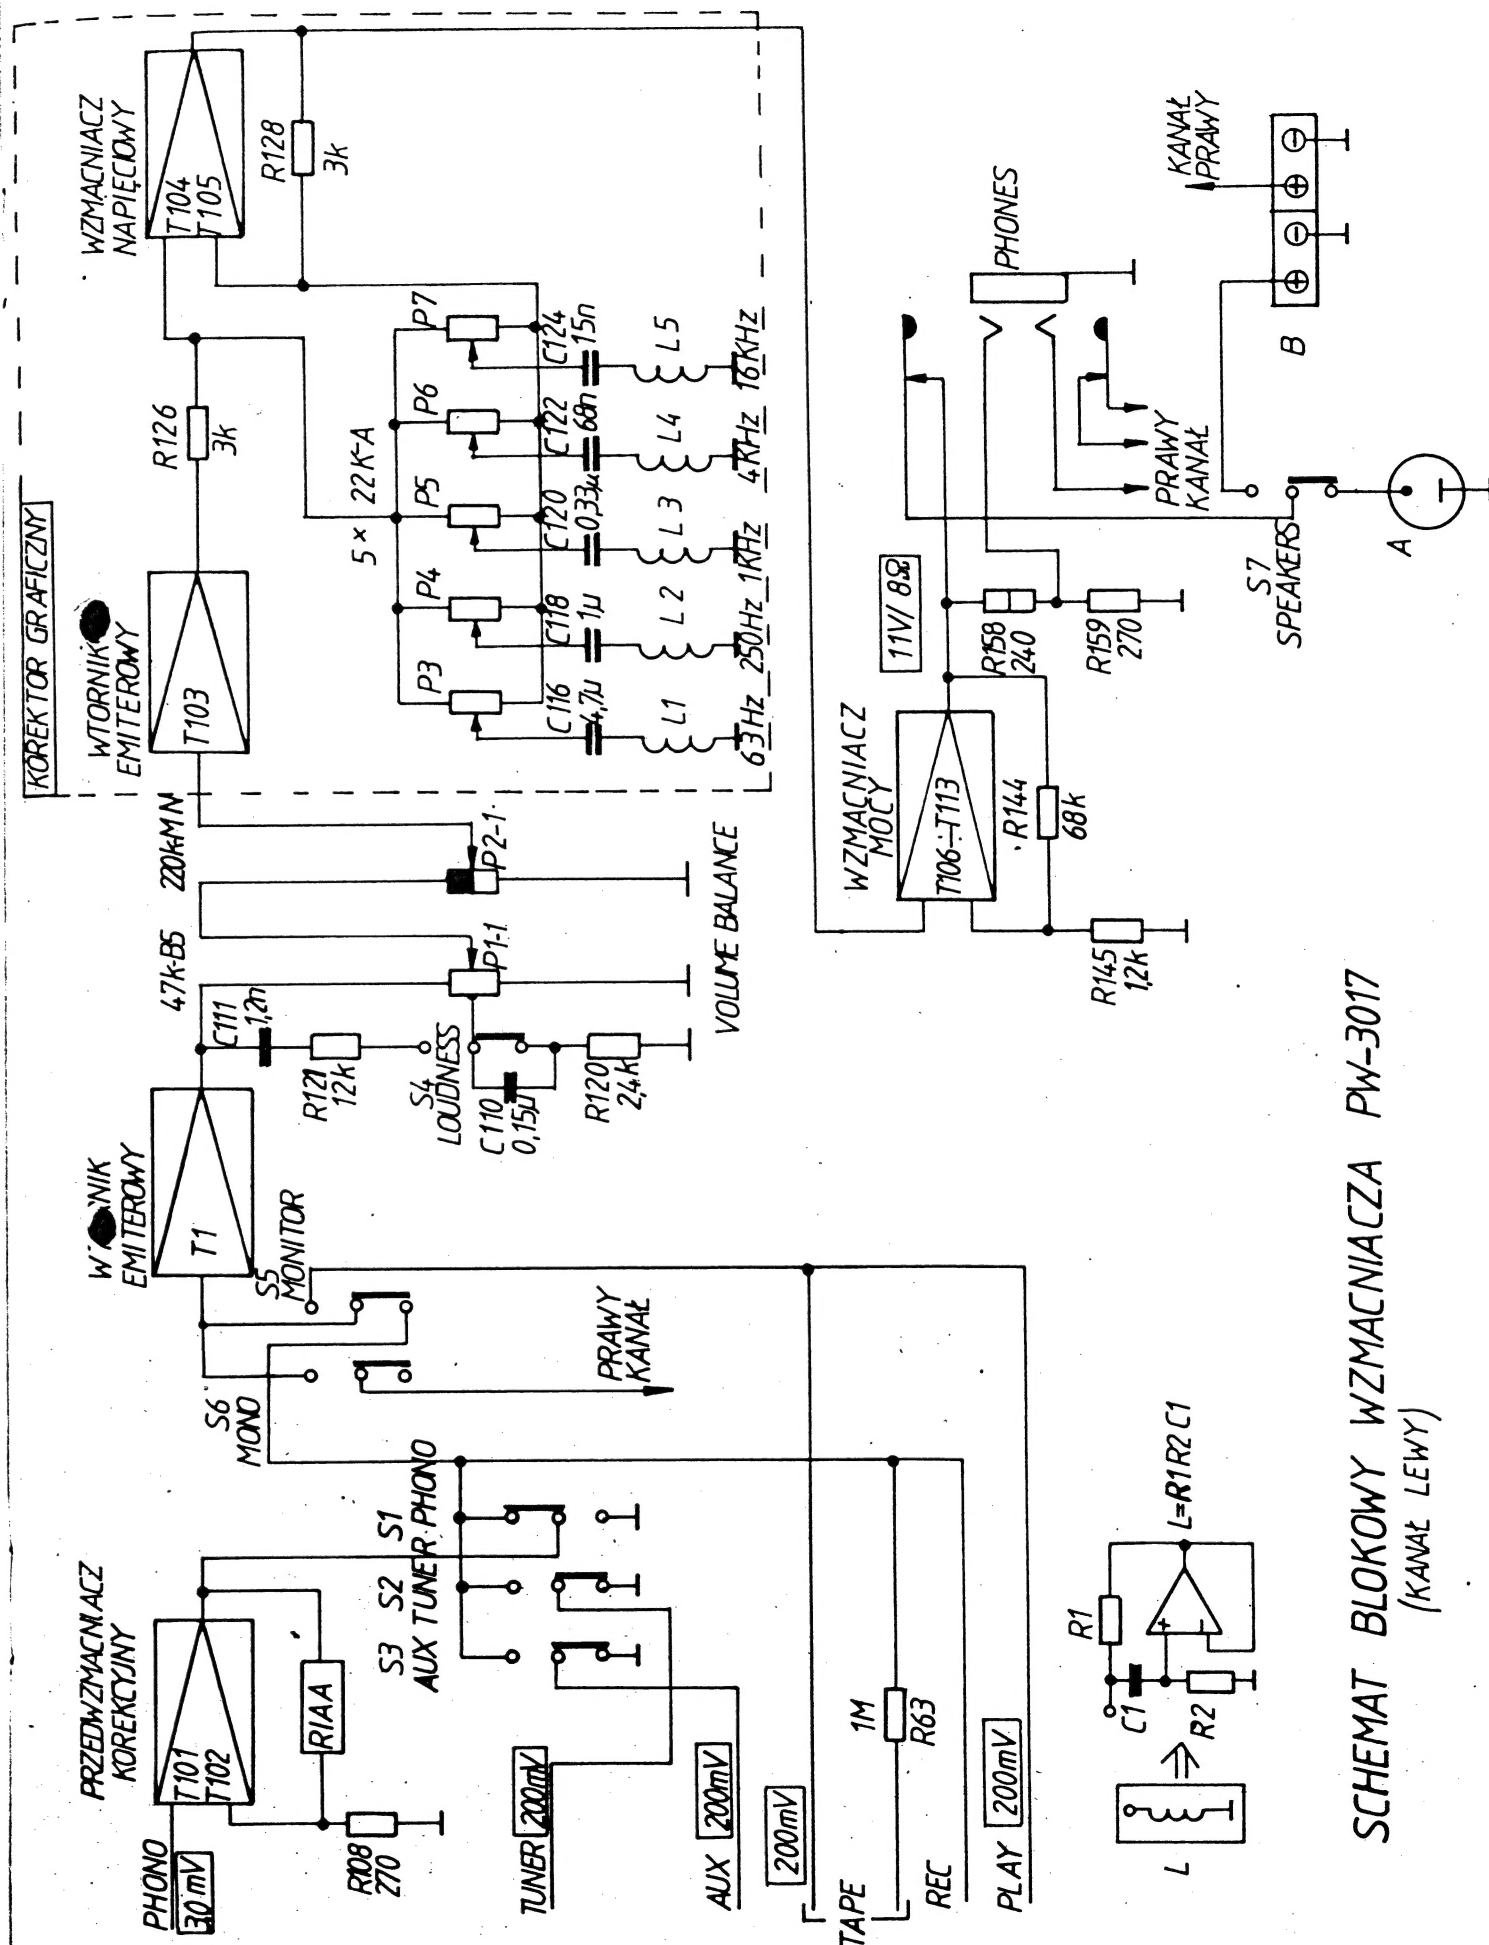 KOREKTOR GRAFICZNY
PRZEDWZMACNIACZ
KOREKCYJNY
T101
T102
PHONO
3,0 mV
RIAA
R108
270
S3 S2 S1
AUX TUNER PHONO
TUNER 200mV
AUX 200mV
200mV
TAPE
1M
R63
REC
PLAY 200mV
S6
MONO
S5
MONITOR
PRAWY
KANAŁ
EMITEROWY
T1
C111
1,2n
R121
12k
S4
LOUDNESS
C110
0,15µ
R120
2,4k
47k-B5
P1-1
220kMN
P2-1
VOLUME BALANCE
WTORNIK
EMITEROWY
T103
R126
3k
WZMACNIACZ
NAPIĘCIOWY
T104
T105
R128
3k
5 × 22K-A
P3 P4 P5 P6 P7
C116 C118 C120 C122 C124
4,7µ 1µ 0,33µ 68n 15n
L1 L2 L3 L4 L5
63Hz 250Hz 1KHz 4KHz 16KHz
WZMACNIACZ
MOCY
T106÷T113
R144
68k
R145
1,2k
11V/8Ω
R158
240
R159
270
PHONES
PRAWY
KANAŁ
S7
SPEAKERS
A
B
KANAŁ
PRAWY
L
C1
R1
R2
L=R1R2C1
SCHEMAT BLOKOWY WZMACNIACZA PW-3017
(KANAŁ LEWY)